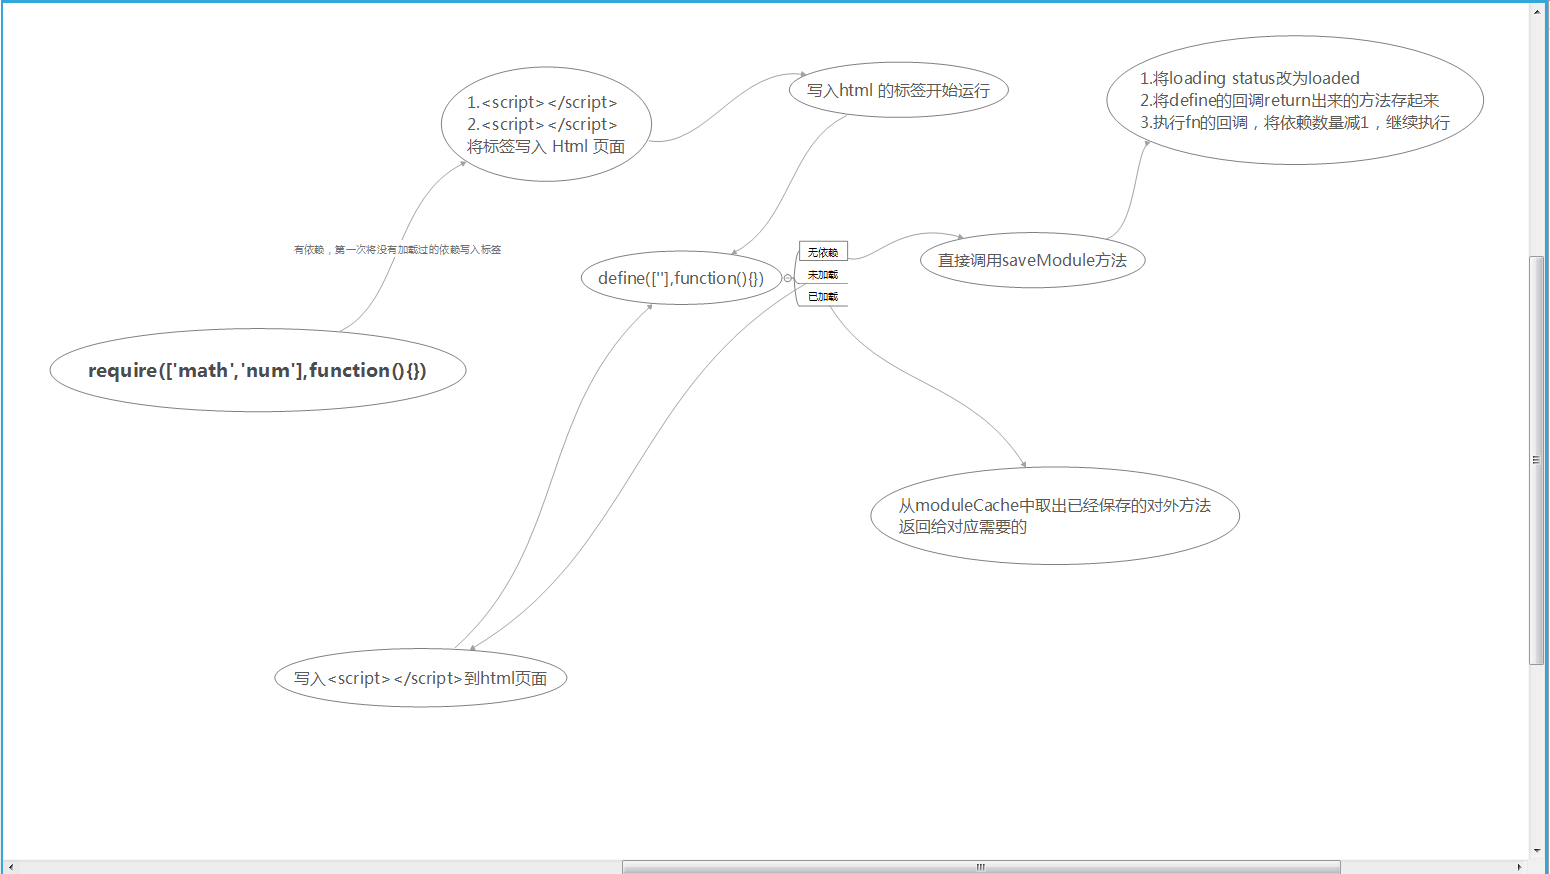 1.<script></script>
2.<script></script>
将标签写入 Html 页面
写入html 的标签开始运行
1.将loading status改为loaded
2.将define的回调return出来的方法存起来
3.执行fn的回调，将依赖数量减1，继续执行
有依赖，第一次将没有加载过的依赖写入标签
define([''],function(){})
无依赖
未加载
已加载
直接调用saveModule方法
require(['math','num'],function(){})
从moduleCache中取出已经保存的对外方法
返回给对应需要的
写入<script></script>到html页面